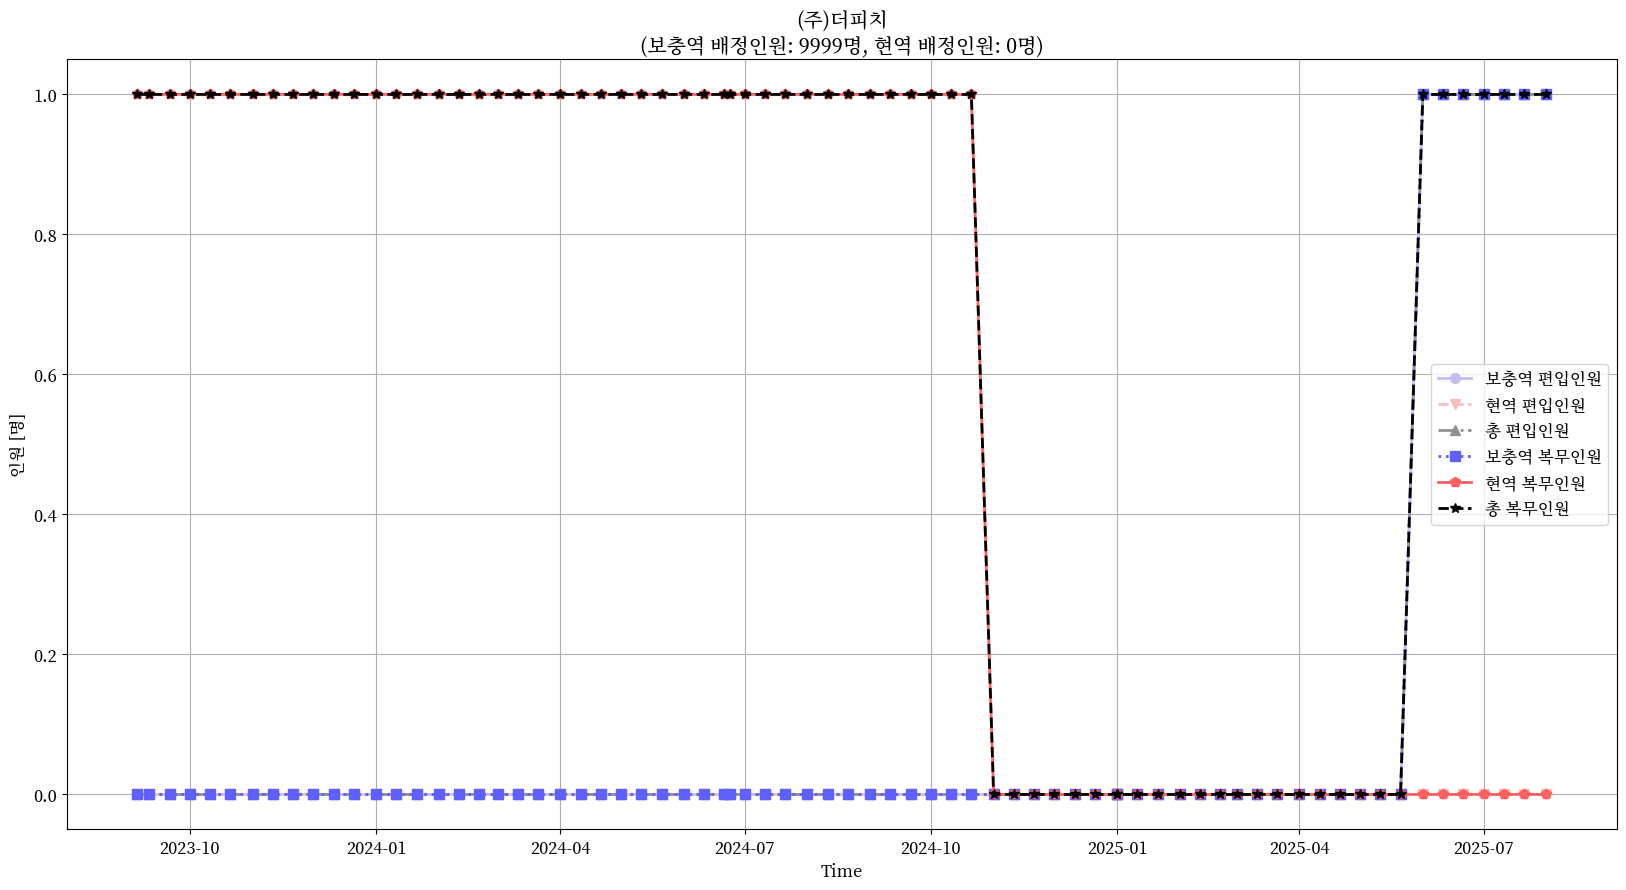 (주)더피치
(보충역 배정인원: 9999명, 현역 배정인원: 0명)
인원 [명]
1.0
0.8
0.6
0.4
0.2
0.0
보충역 편입인원
현역 편입인원
총 편입인원
보충역 복무인원
현역 복무인원
총 복무인원
2023-10
2024-01
2024-04
2024-07
2024-10
2025-01
2025-04
2025-07
Time